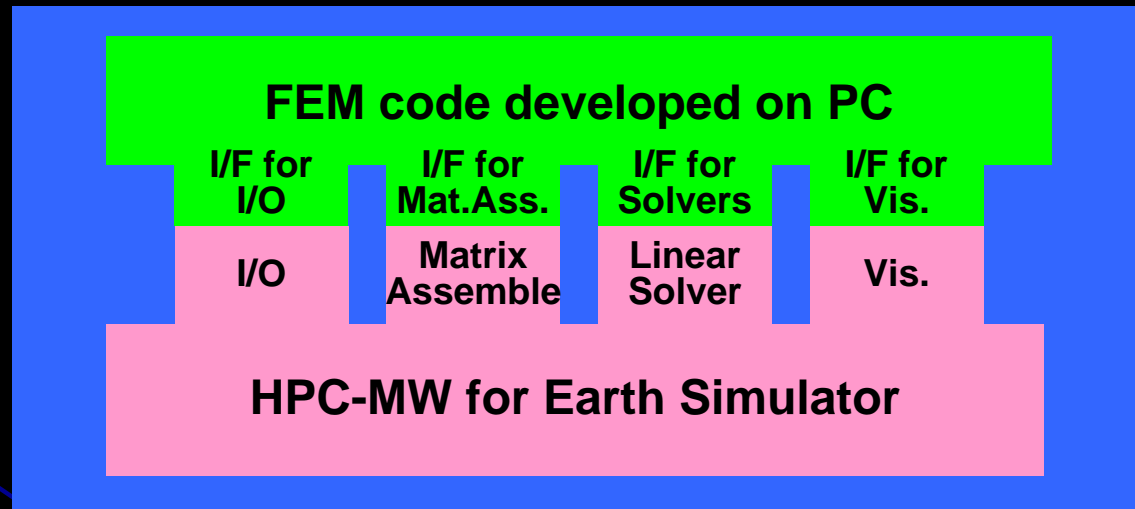 FEM code developed on PC
I/F for I/F for I/F for I/F for
I/O Mat.Ass. Solvers Vis.
I/O Matrix Assemble Linear Solver Vis.
HPC-MW for Earth Simulator